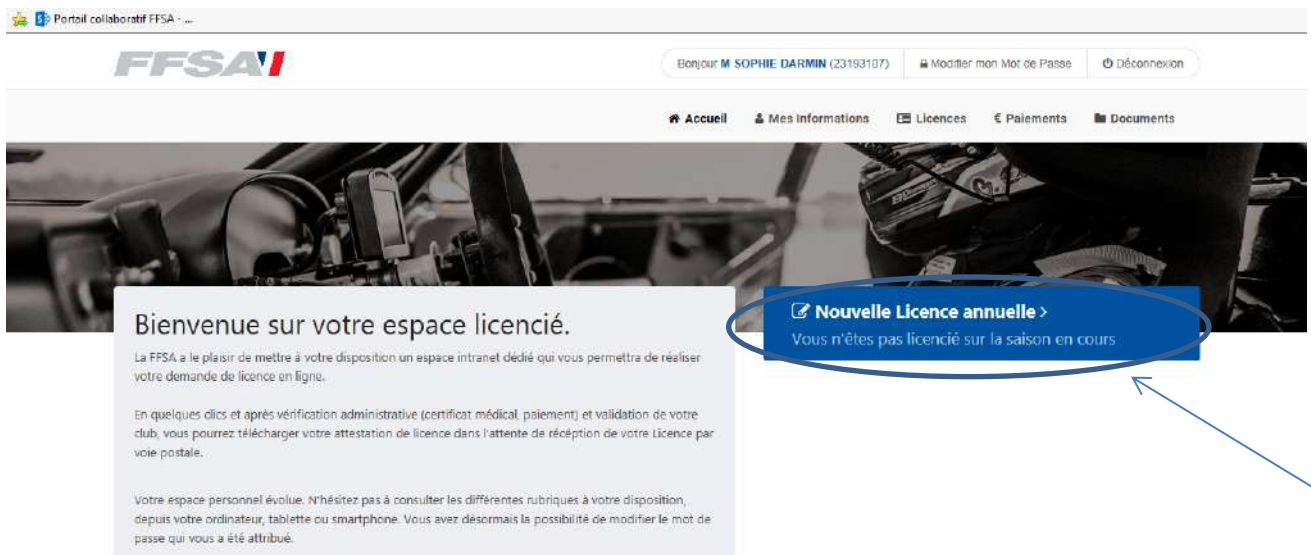 Portail collaboratif FFSA - ...
FFSA
Bonjour M SOPHIE DARMIN (23193107)
Modifier mon Mot de Passe
Déconnexion
Accueil
Mes Informations
Licences
€ Paiements
Documents
Nouvelle Licence annuelle >
Vous n'êtes pas licencié sur la saison en cours
Bienvenue sur votre espace licencié.
La FFSA a le plaisir de mettre à votre disposition un espace intranet dédié qui vous permettra de réaliser
votre demande de licence en ligne.
En quelques clics et après vérification administrative (certificat médical, paiement) et validation de votre
club, vous pourrez télécharger votre attestation de licence dans l'attente de récéption de votre Licence par
voie postale.
Votre espace personnel évolue. N'hésitez pas à consulter les différentes rubriques à votre disposition,
depuis votre ordinateur, tablette ou smartphone. Vous avez désormais la possibilité de modifier le mot de
passe qui vous a été attribué.